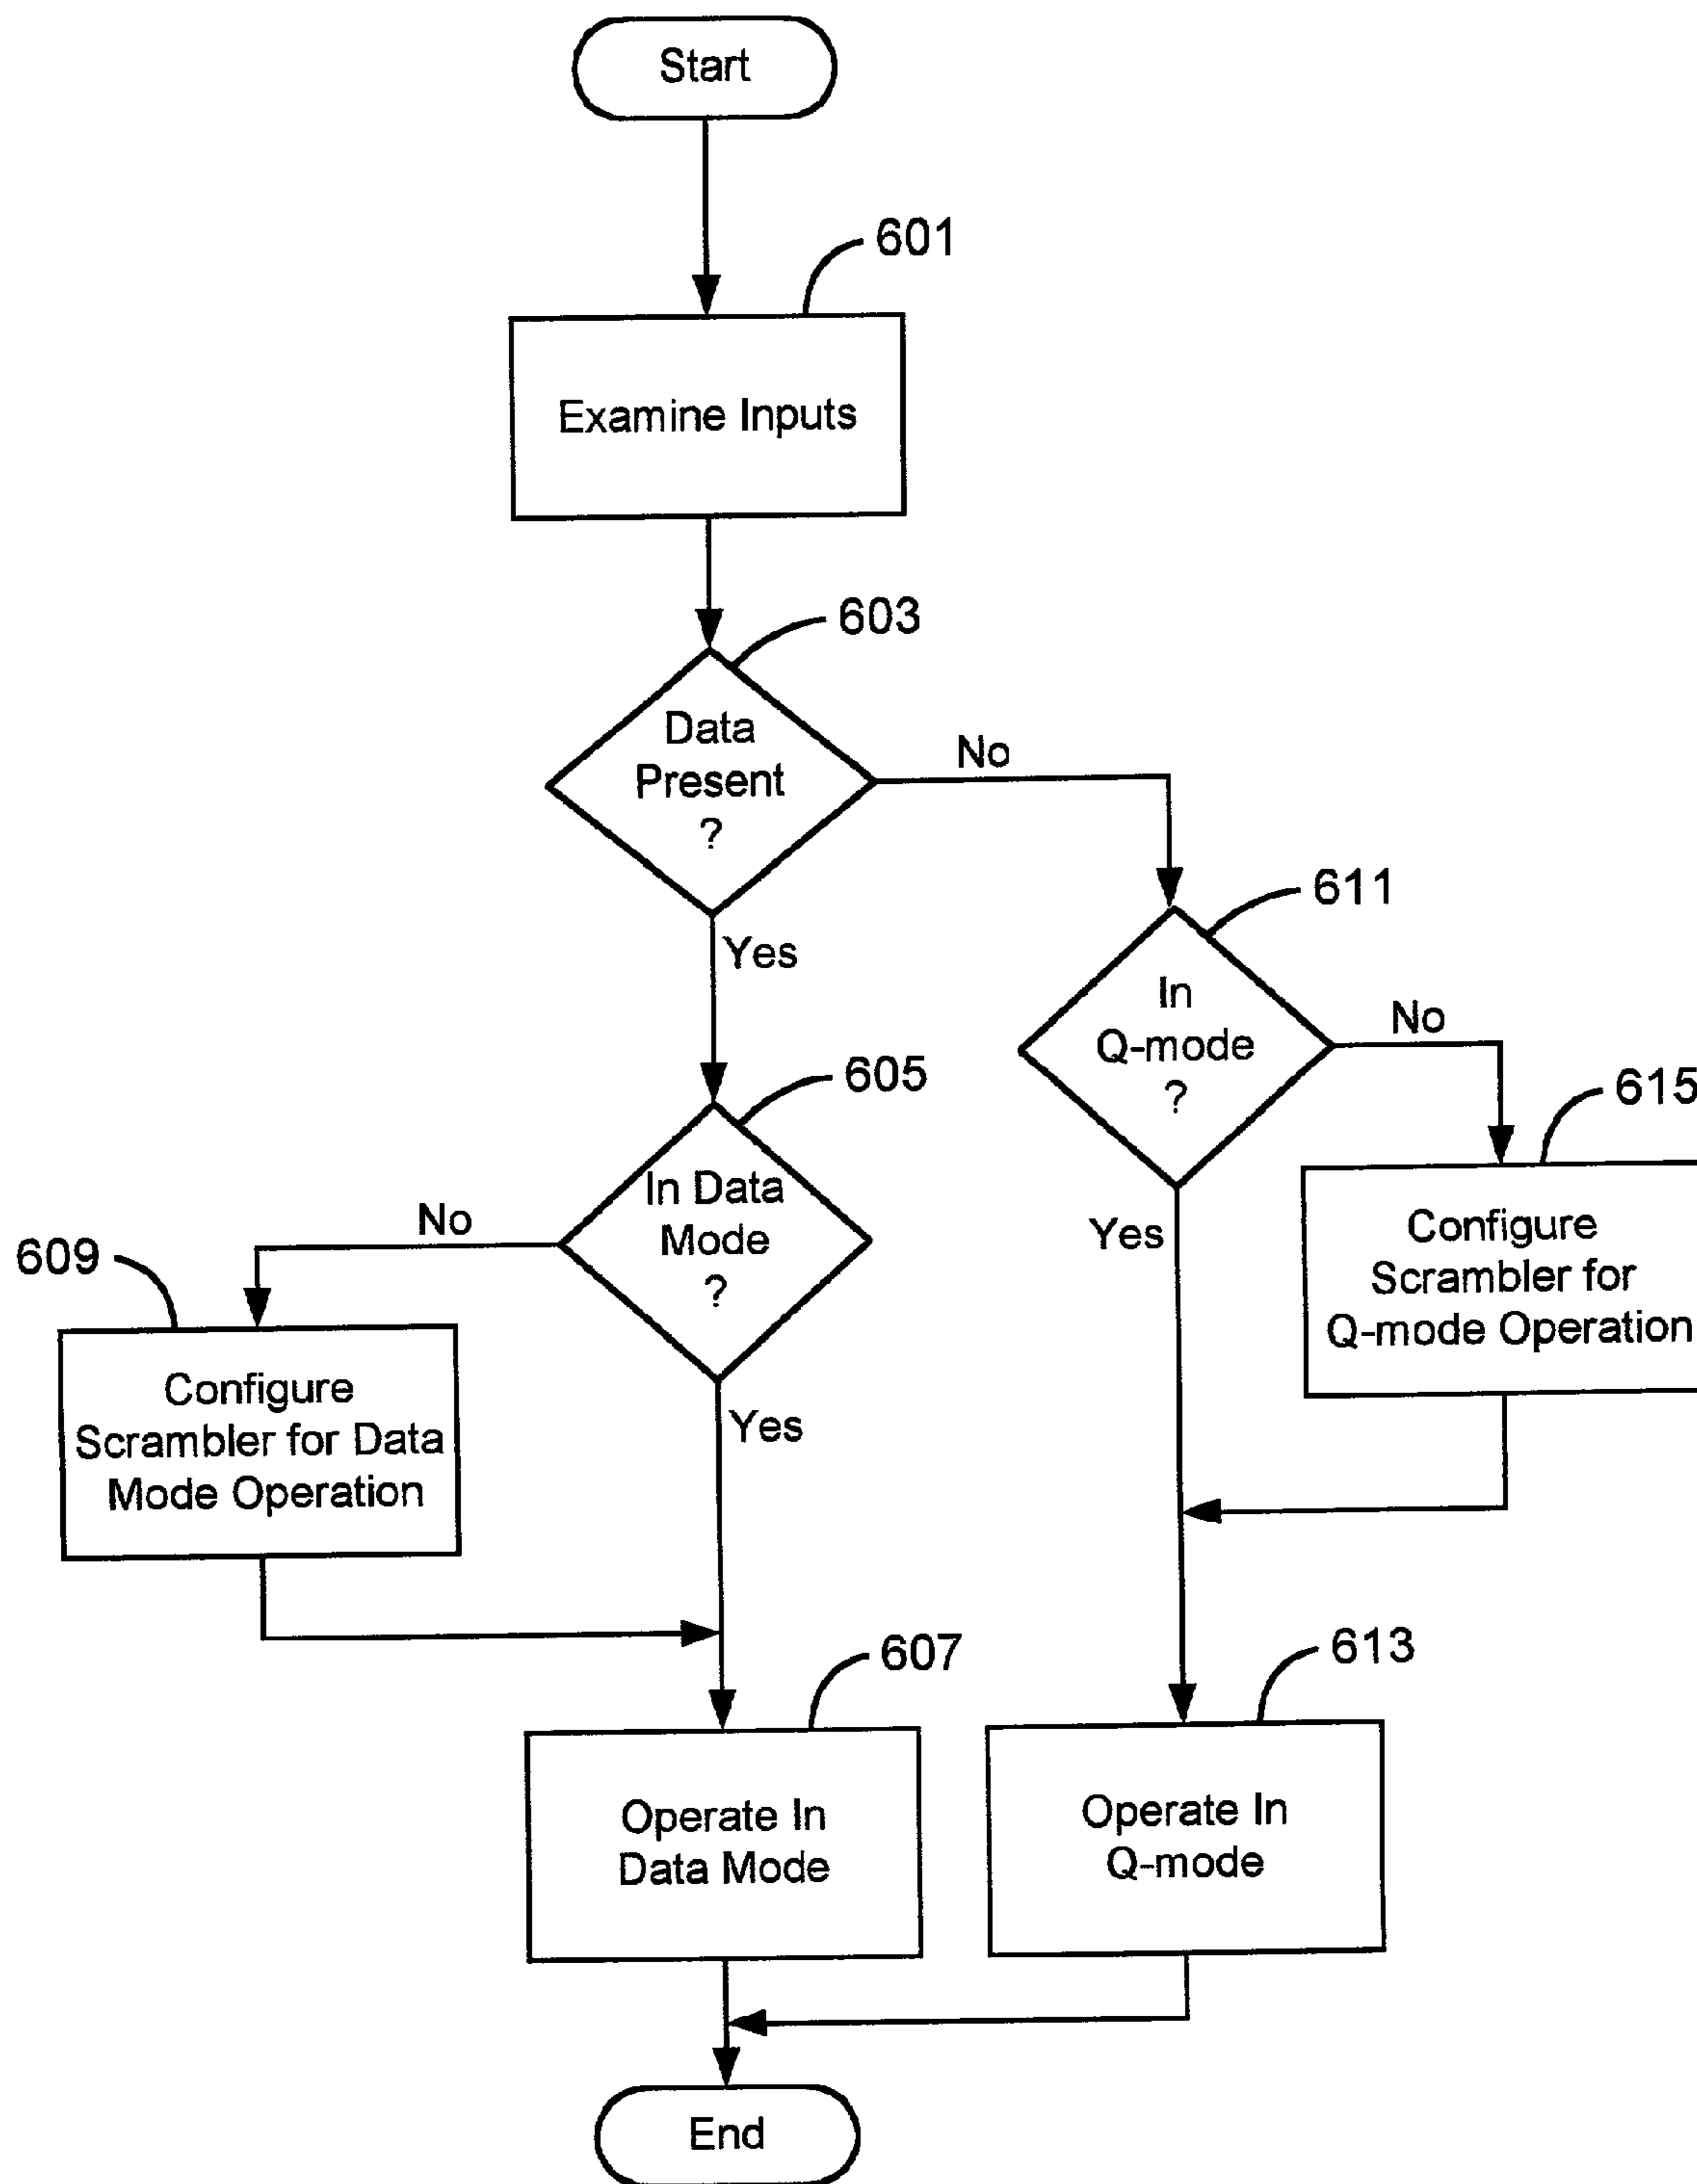 Start
601
Examine Inputs
603
Data
Present
?
No
Yes
611
In
Q-mode
?
No
Yes
615
Configure
Scrambler for
Q-mode Operation
605
In Data
Mode
?
No
Yes
609
Configure
Scrambler for Data
Mode Operation
607
Operate In
Data Mode
613
Operate In
Q-mode
End